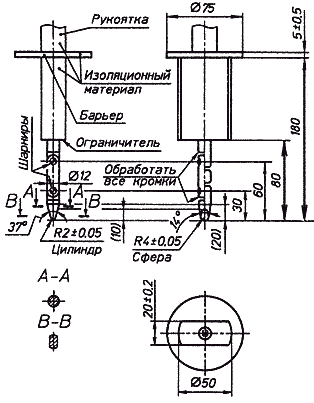 Рукоятка
Ø75
5±0,5
Изоляционный
материал
Барьер
Ограничитель
Шарниры
180
Обработать
все кромки
Ø12
А
А
В
В
80
60
30
37°
14°
(10)
(20)
R2±0.05
Цилиндр
R4±0.05
Сфера
А-А
В-В
20±0,2
Ø50